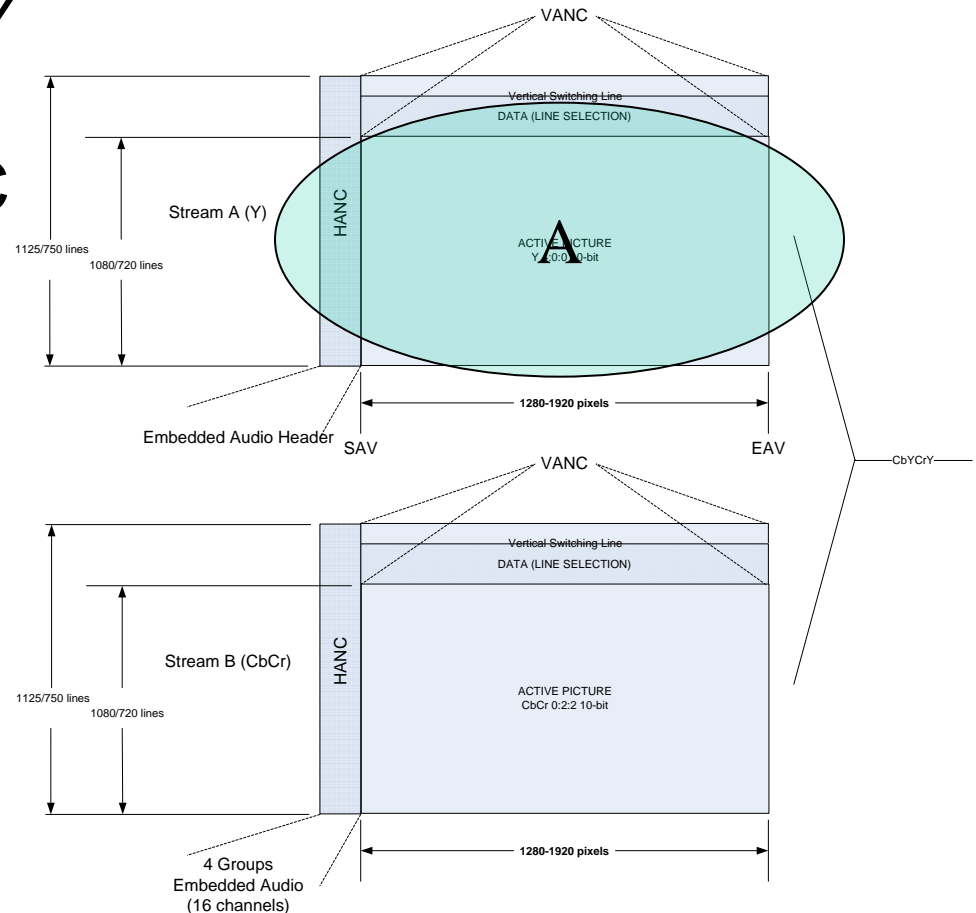 VANC
Vertical Switching Line
DATA (LINE SELECTION)
HANC
Stream A (Y)
1125/750 lines
1080/720 lines
ACTIVE PICTURE
Y 10-bit
A
1280-1920 pixels
Embedded Audio Header
SAV
EAV
CbYCrY
VANC
Vertical Switching Line
DATA (LINE SELECTION)
HANC
Stream B (CbCr)
1125/750 lines
1080/720 lines
ACTIVE PICTURE
CbCr 0:2:2 10-bit
1280-1920 pixels
4 Groups
Embedded Audio
(16 channels)